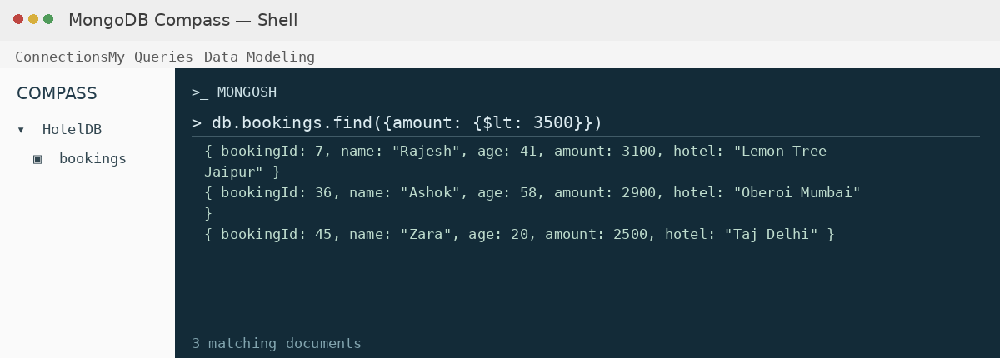 MongoDB Compass — Shell
Connections My Queries Data Modeling
COMPASS
▾ HotelDB
▣ bookings
>_ MONGOSH
> db.bookings.find({amount: {$lt: 3500}})
{ bookingId: 7, name: "Rajesh", age: 41, amount: 3100, hotel: "Lemon Tree
Jaipur" }
{ bookingId: 36, name: "Ashok", age: 58, amount: 2900, hotel: "Oberoi Mumbai"
}
{ bookingId: 45, name: "Zara", age: 20, amount: 2500, hotel: "Taj Delhi" }
3 matching documents